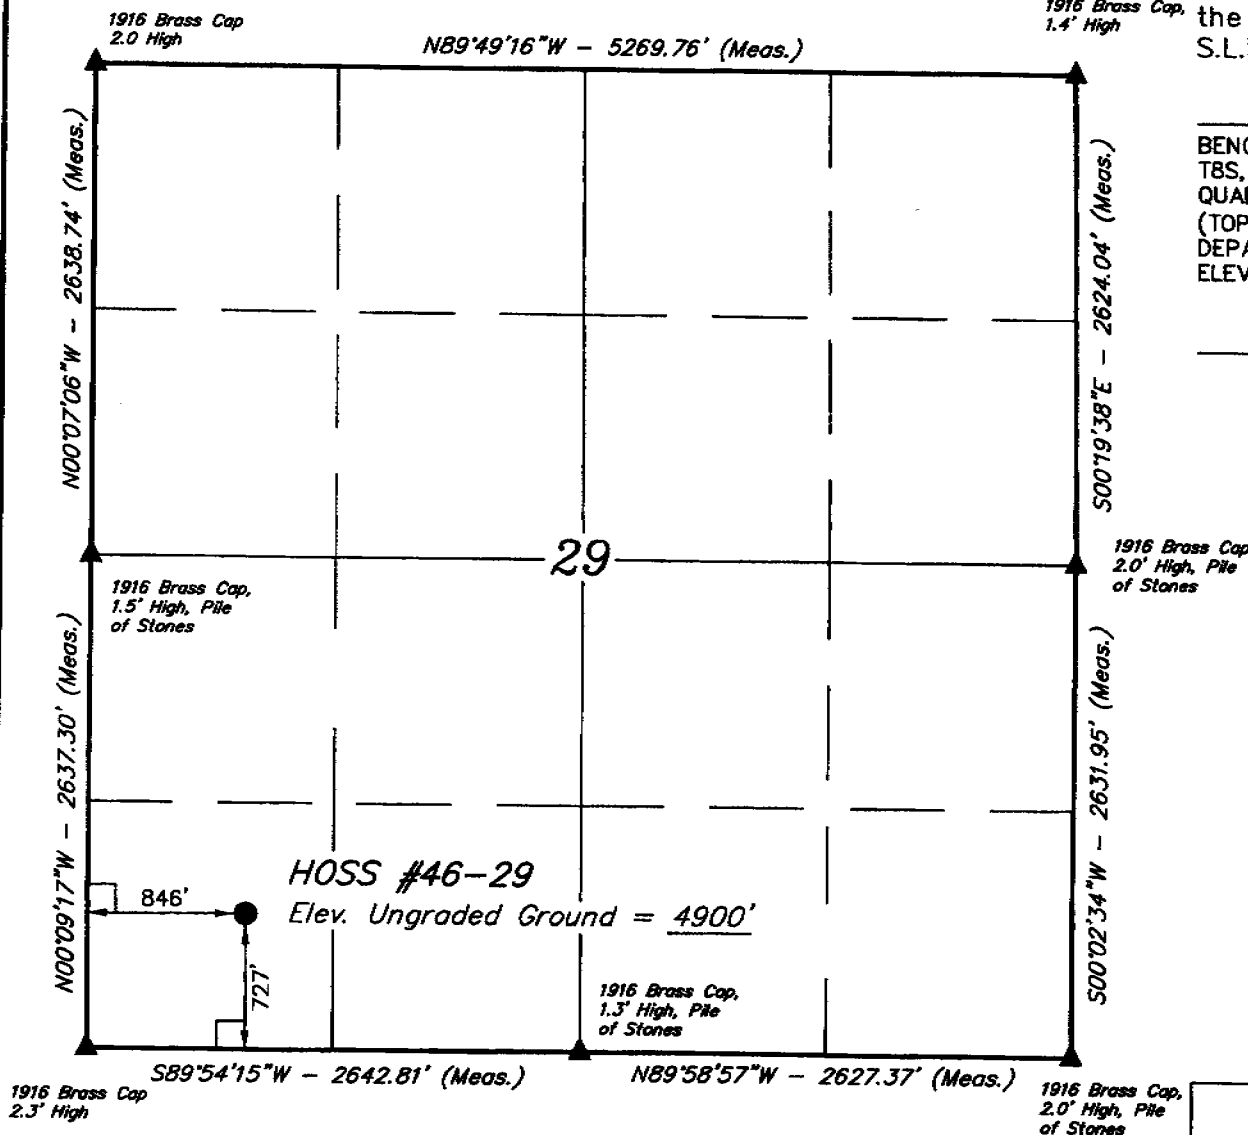 1916 Brass Cap
2.0 High
N89°49'16"W - 5269.76' (Meas.)
1916 Brass Cap,
1.4' High
the
S.L.
N00°07'06"W - 2638.74' (Meas.)
S00°19'38"E - 2624.04' (Meas.)
BENC
T8S,
QUAI
(TOP
DEPA
ELEV
29
1916 Brass Cap,
1.5' High, Pile
of Stones
1916 Brass Cap
2.0' High, Pile
of Stones
N00°09'17"W - 2637.30' (Meas.)
S00°02'34"W - 2631.95' (Meas.)
HOSS #46-29
Elev. Ungraded Ground = 4900'
846'
727'
1916 Brass Cap,
1.3' High, Pile
of Stones
S89°54'15"W - 2642.81' (Meas.)
N89°58'57"W - 2627.37' (Meas.)
1916 Brass Cap
2.3' High
1916 Brass Cap,
2.0' High, Pile
of Stones